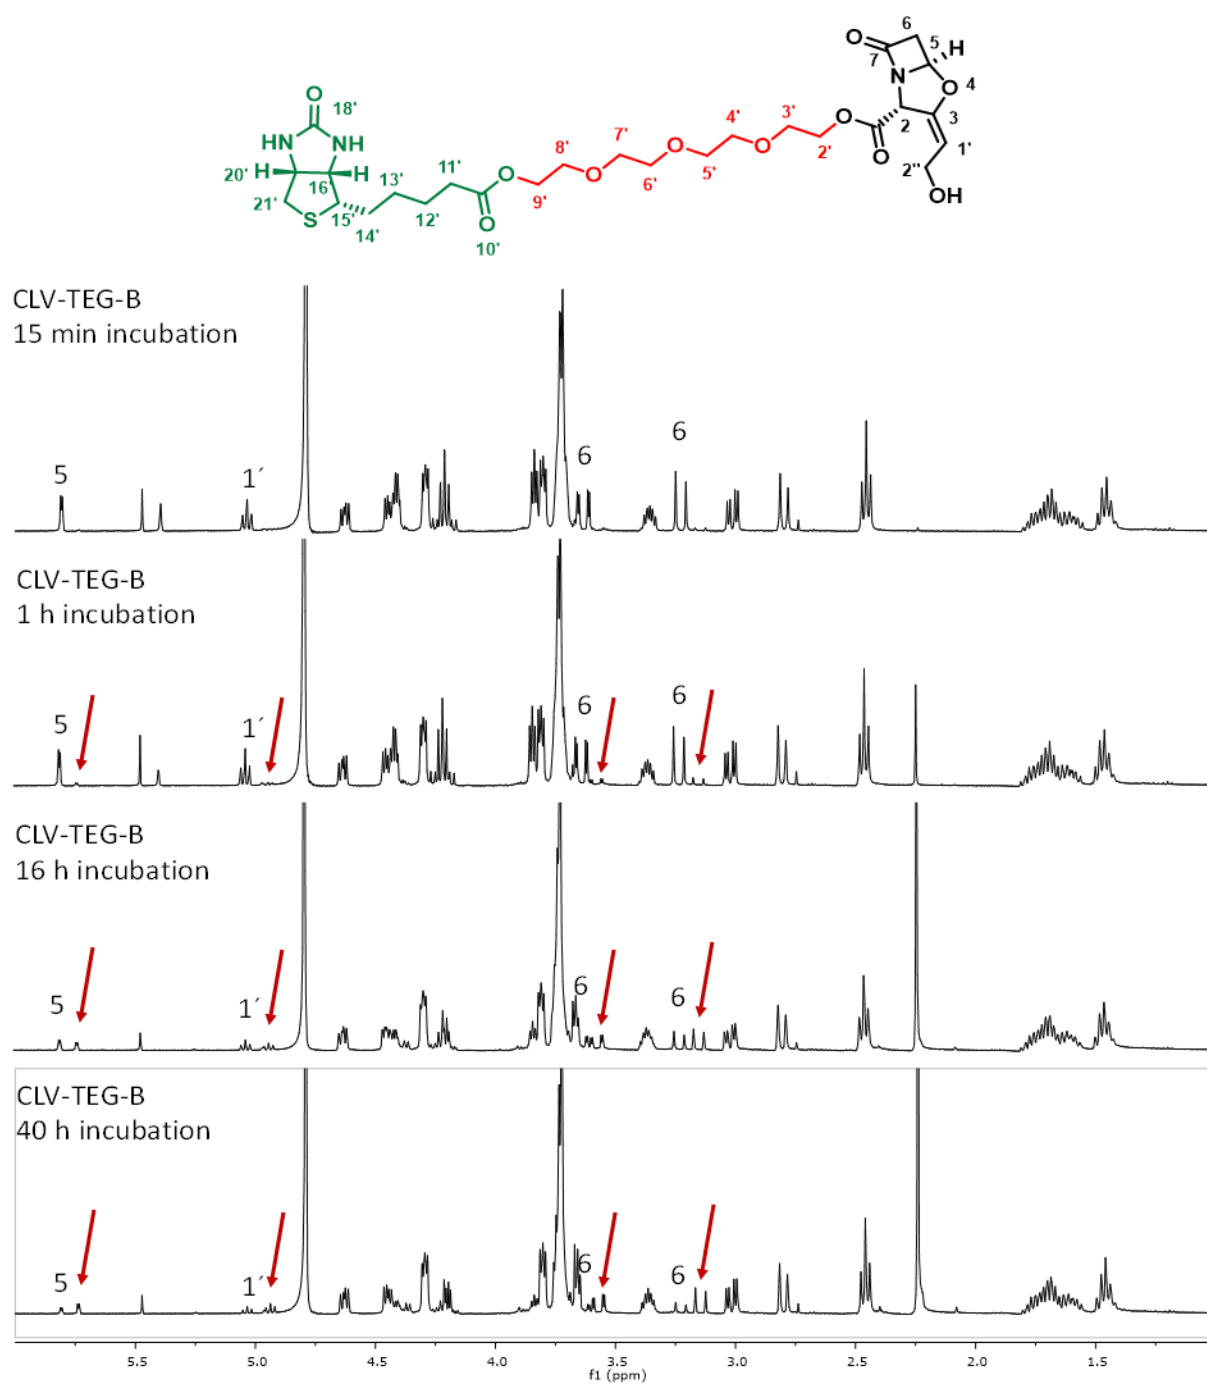 6
O
5
H
7
N
O
4
O
18'
4'
3'
O
2
3
HN
NH
7'
O
2'
O
1'
8'
O
2''
H
H
11'
O
O
5'
OH
20'
16'
13'
O
6'
21'
15'
12'
9'
S
14'
O
10'
CLV-TEG-B
15 min incubation
5
1´
6
6
CLV-TEG-B
1 h incubation
5
1´
6
6
CLV-TEG-B
16 h incubation
5
1´
6
6
CLV-TEG-B
40 h incubation
5
1´
6
6
5.5 5.0 4.5 4.0 3.5 3.0 2.5 2.0 1.5
f1 (ppm)